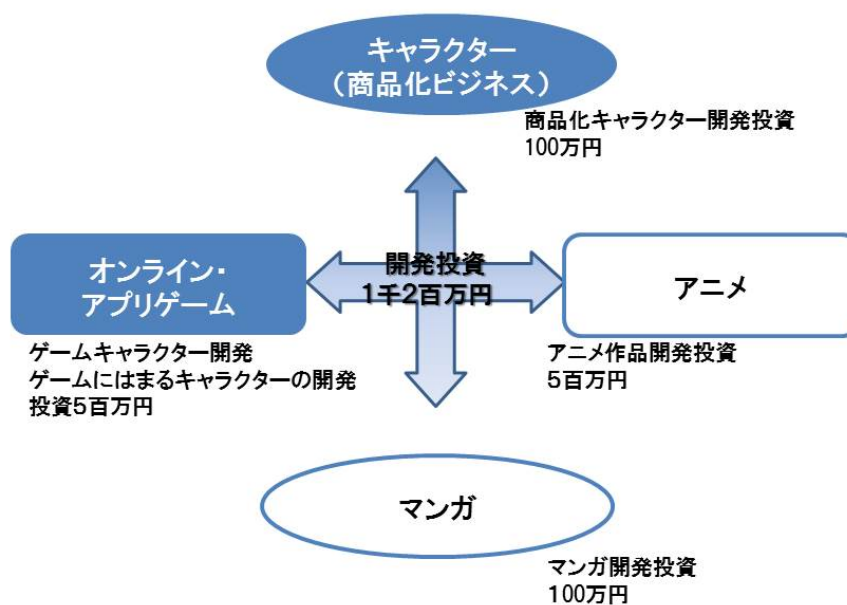 キャラクター
（商品化ビジネス）
商品化キャラクター開発投資
100万円
開発投資
1千2百万円
オンライン・
アプリゲーム
アニメ
ゲームキャラクター開発
ゲームにはまるキャラクターの開発
投資5百万円
アニメ作品開発投資
5百万円
マンガ
マンガ開発投資
100万円